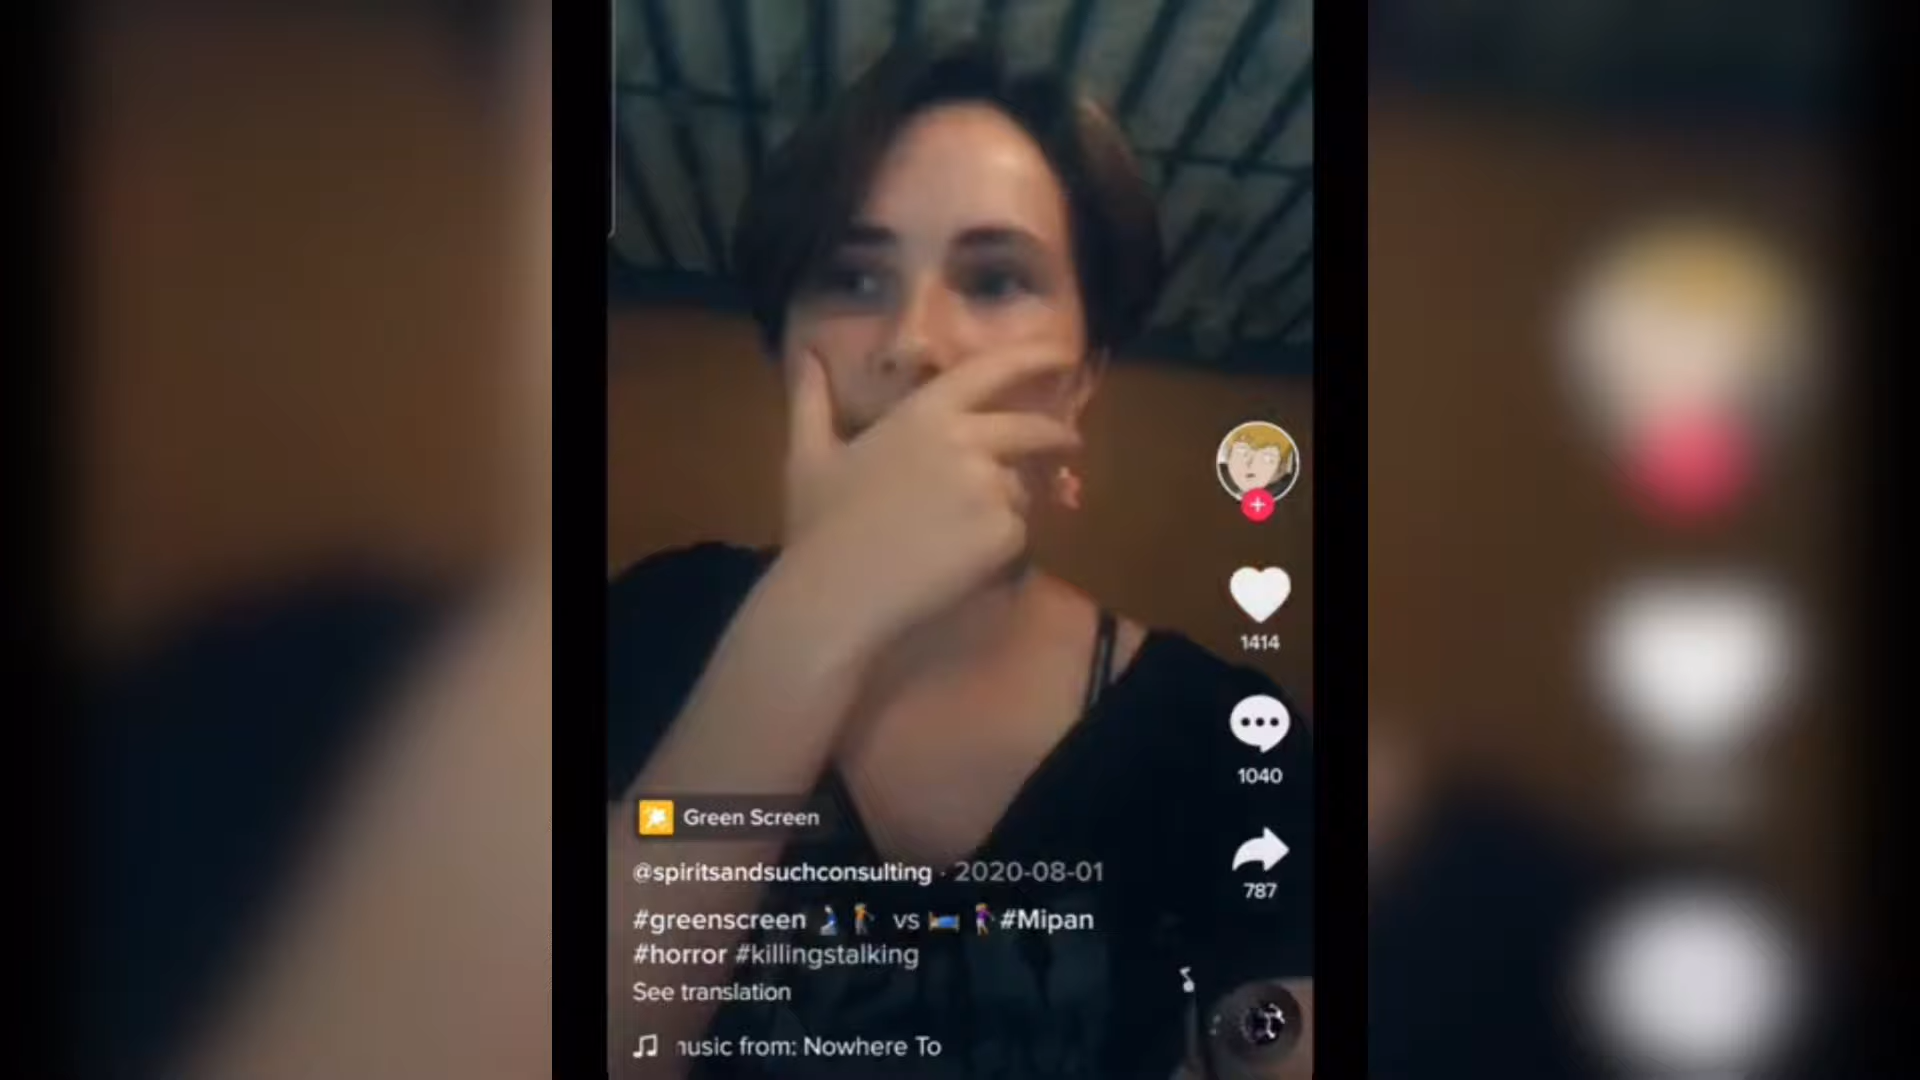 1414
1040
787
Green Screen
@spiritsandsuchconsulting · 2020-08-01
#greenscreen 🧎🧍 vs 🛏️ 🧍‍♀️ #Mipan
#horror #killingstalking
See translation
music from: Nowhere To